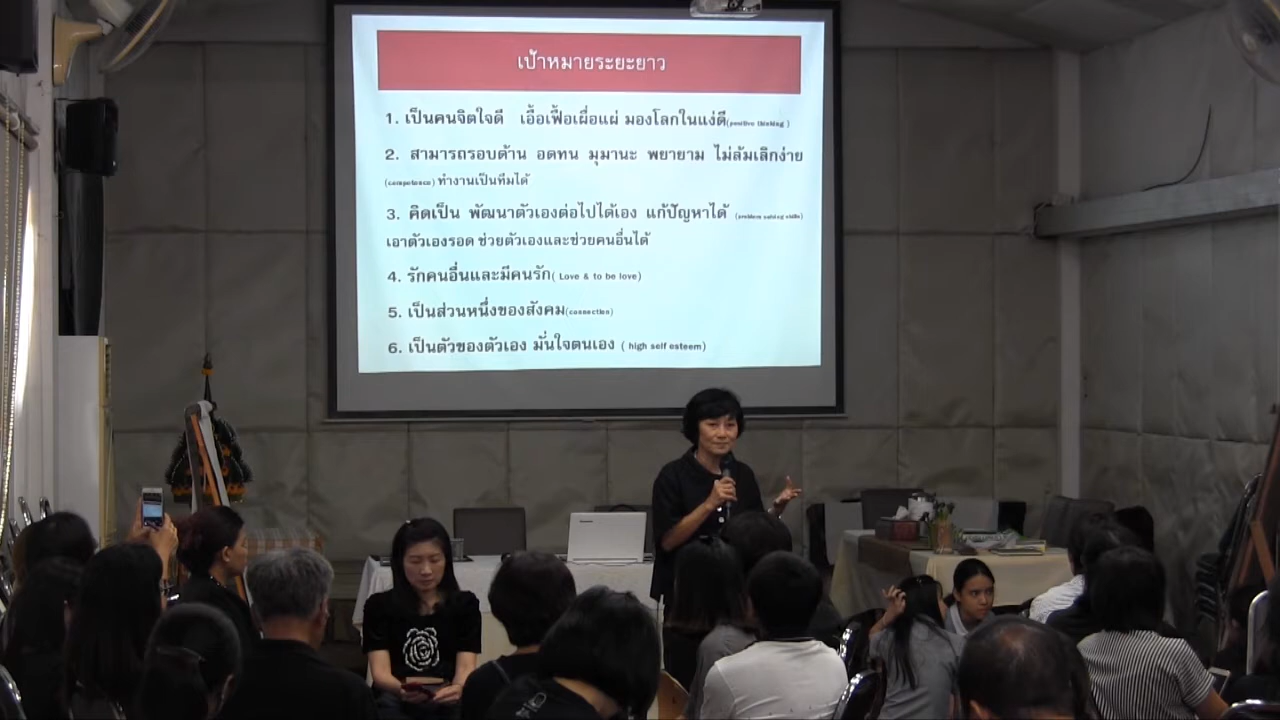 เป้าหมายระยะยาว
1. เป็นคนจิตใจดี เอื้อเฟื้อเผื่อแผ่ มองโลกในแง่ดี(positive thinking )
2. สามารถรอบด้าน อดทน มุมานะ พยายาม ไม่ล้มเลิกง่าย
(competence) ทำงานเป็นทีมได้
3. คิดเป็น พัฒนาตัวเองต่อไปได้เอง แก้ปัญหาได้ (problem solving skills)
เอาตัวเองรอด ช่วยตัวเองและช่วยคนอื่นได้
4. รักคนอื่นและมีคนรัก( Love & to be love)
5. เป็นส่วนหนึ่งของสังคม(connection)
6. เป็นตัวของตัวเอง มั่นใจตนเอง ( high self esteem)